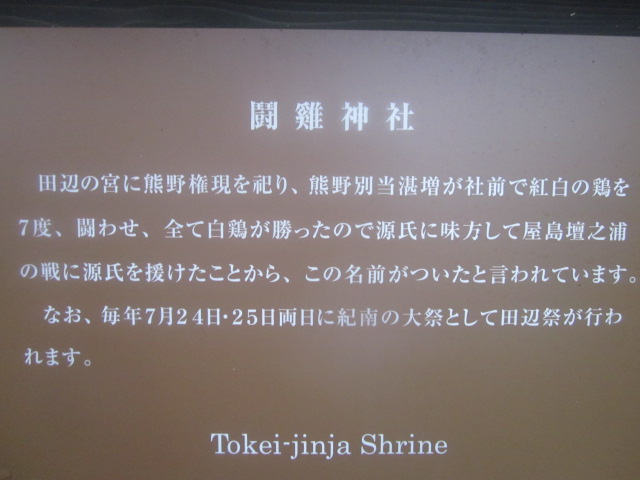 鬪雞神社
田辺の宮に熊野権現を祀り、熊野別当湛増が社前で紅白の鶏を
7度、闘わせ、全て白鶏が勝ったので源氏に味方して屋島壇之浦
の戦に源氏を援けたことから、この名前がついたと言われています。
なお、毎年7月24日・25日両日に紀南の大祭として田辺祭が行わ
れます。
Tokei-jinja Shrine